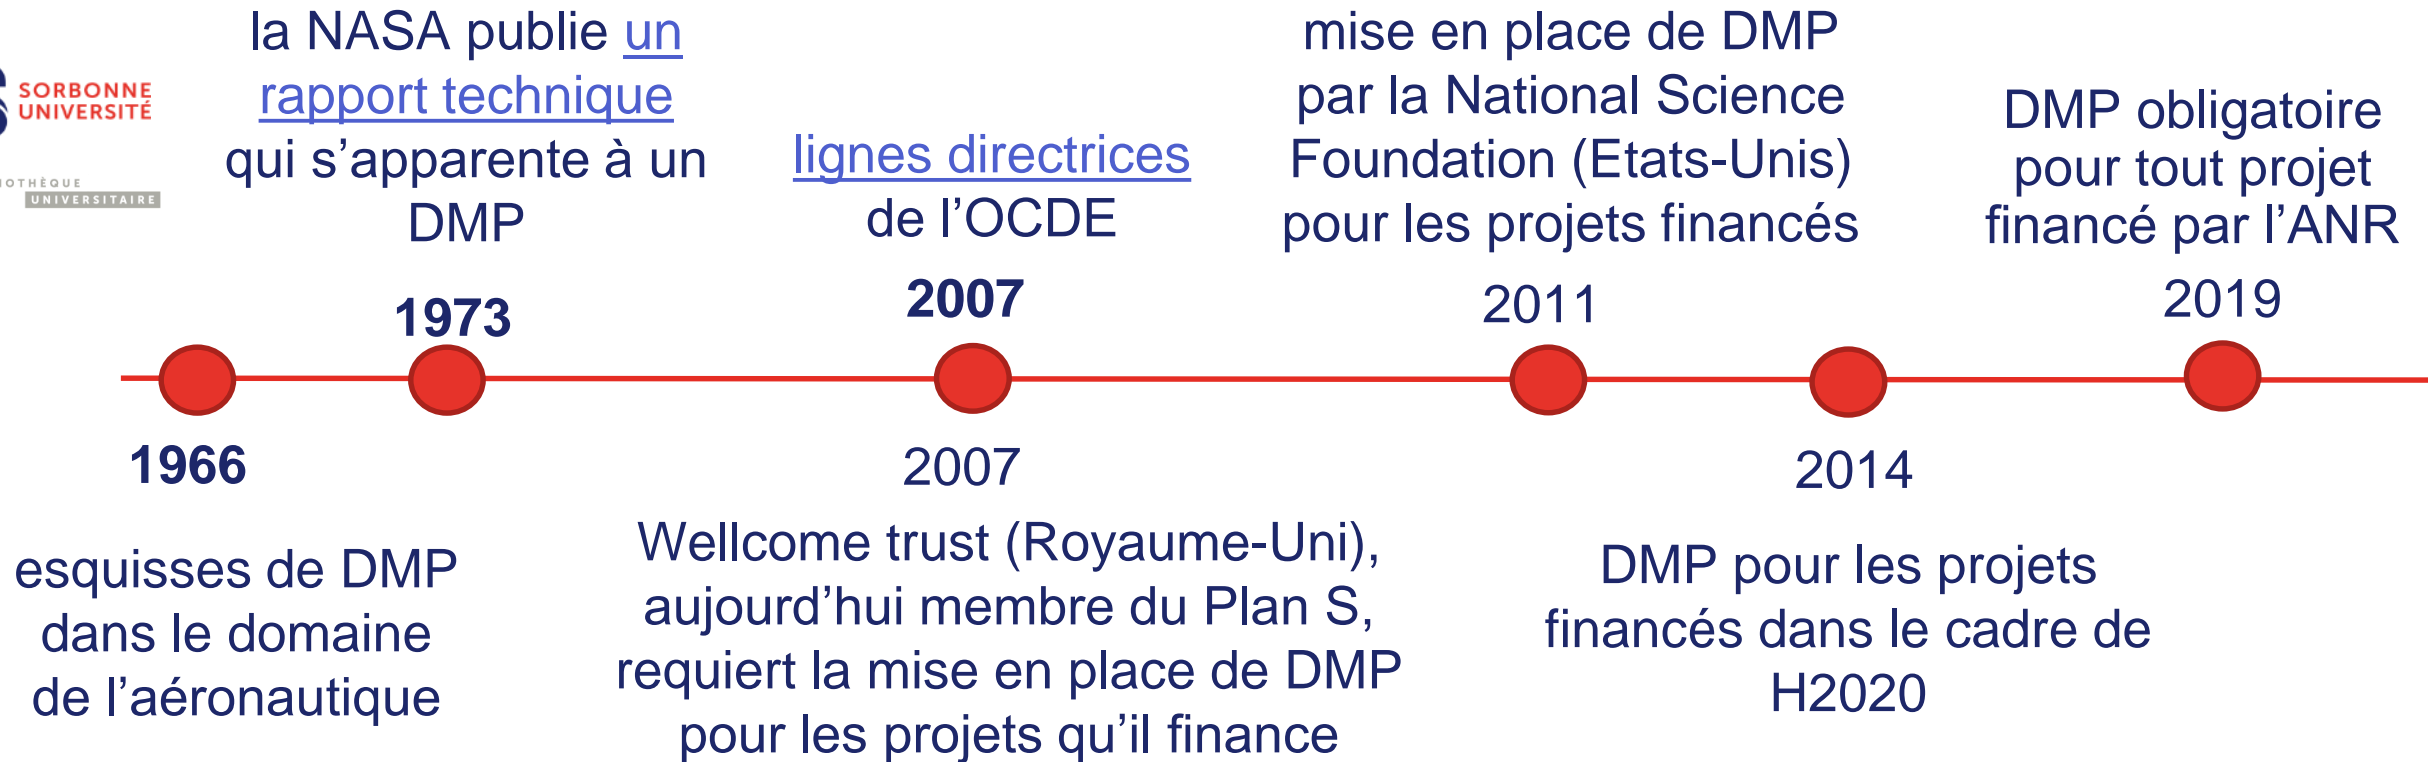 SORBONNE
UNIVERSITÉ
UNIVERSITAIRE
la NASA publie un
rapport technique
qui s’apparente à un
DMP
1973
lignes directrices
de l’OCDE
2007
mise en place de DMP
par la National Science
Foundation (Etats-Unis)
pour les projets financés
2011
DMP obligatoire
pour tout projet
financé par l’ANR
2019
1966
esquisses de DMP
dans le domaine
de l’aéronautique
2007
Wellcome trust (Royaume-Uni),
aujourd’hui membre du Plan S,
requiert la mise en place de DMP
pour les projets qu’il finance
2014
DMP pour les projets
financés dans le cadre de
H2020